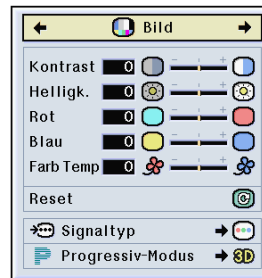 Bild
Kontrast 0
Helligk. 0
Rot 0
Blau 0
Farb Temp 0
Reset
Signaltyp
Progressiv-Modus 3D